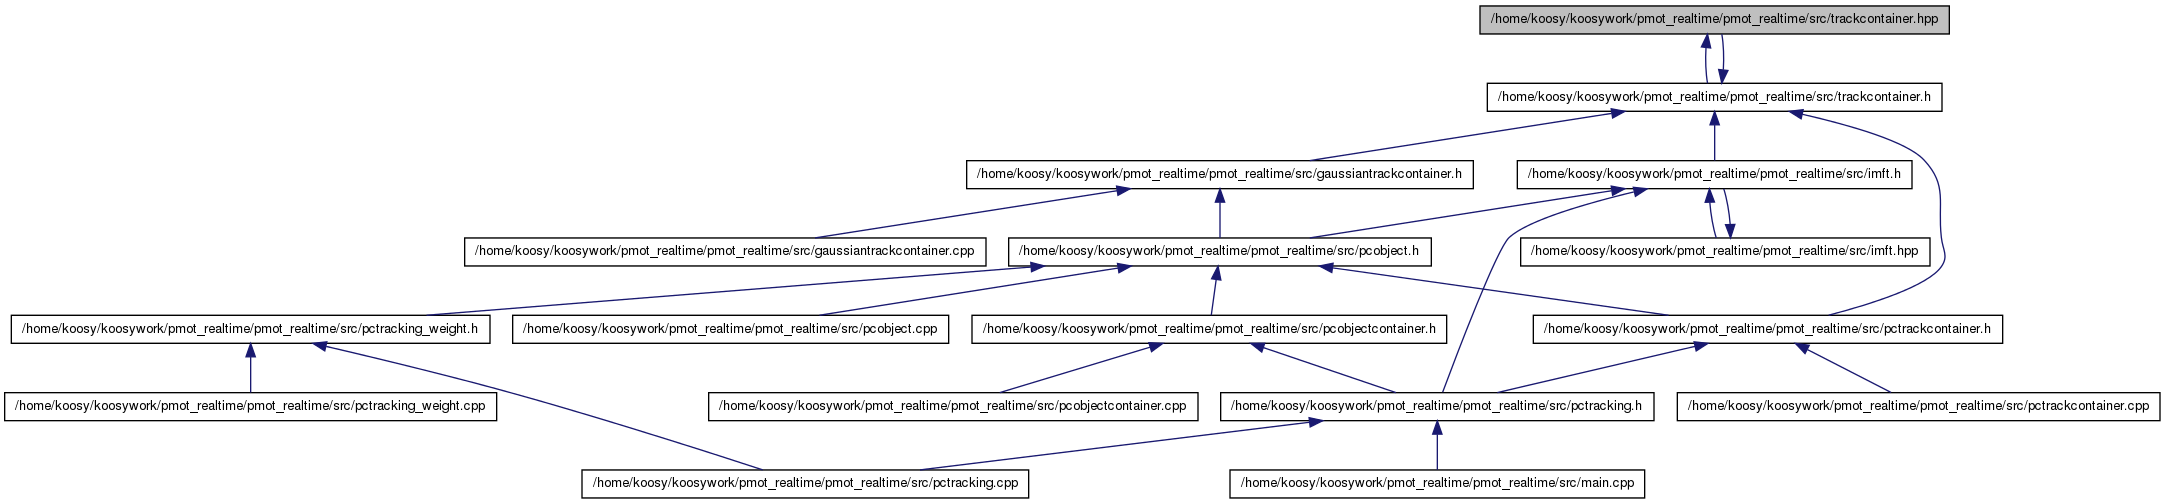 /home/koosy/koosywork/pmot_realtime/pmot_realtime/src/trackcontainer.hpp
/home/koosy/koosywork/pmot_realtime/pmot_realtime/src/trackcontainer.h
/home/koosy/koosywork/pmot_realtime/pmot_realtime/src/gaussiantrackcontainer.h
/home/koosy/koosywork/pmot_realtime/pmot_realtime/src/imft.h
/home/koosy/koosywork/pmot_realtime/pmot_realtime/src/gaussiantrackcontainer.cpp
/home/koosy/koosywork/pmot_realtime/pmot_realtime/src/pcobject.h
/home/koosy/koosywork/pmot_realtime/pmot_realtime/src/imft.hpp
/home/koosy/koosywork/pmot_realtime/pmot_realtime/src/pctracking_weight.h
/home/koosy/koosywork/pmot_realtime/pmot_realtime/src/pcobject.cpp
/home/koosy/koosywork/pmot_realtime/pmot_realtime/src/pcobjectcontainer.h
/home/koosy/koosywork/pmot_realtime/pmot_realtime/src/pctrackcontainer.h
/home/koosy/koosywork/pmot_realtime/pmot_realtime/src/pctracking_weight.cpp
/home/koosy/koosywork/pmot_realtime/pmot_realtime/src/pcobjectcontainer.cpp
/home/koosy/koosywork/pmot_realtime/pmot_realtime/src/pctracking.h
/home/koosy/koosywork/pmot_realtime/pmot_realtime/src/pctrackcontainer.cpp
/home/koosy/koosywork/pmot_realtime/pmot_realtime/src/pctracking.cpp
/home/koosy/koosywork/pmot_realtime/pmot_realtime/src/main.cpp